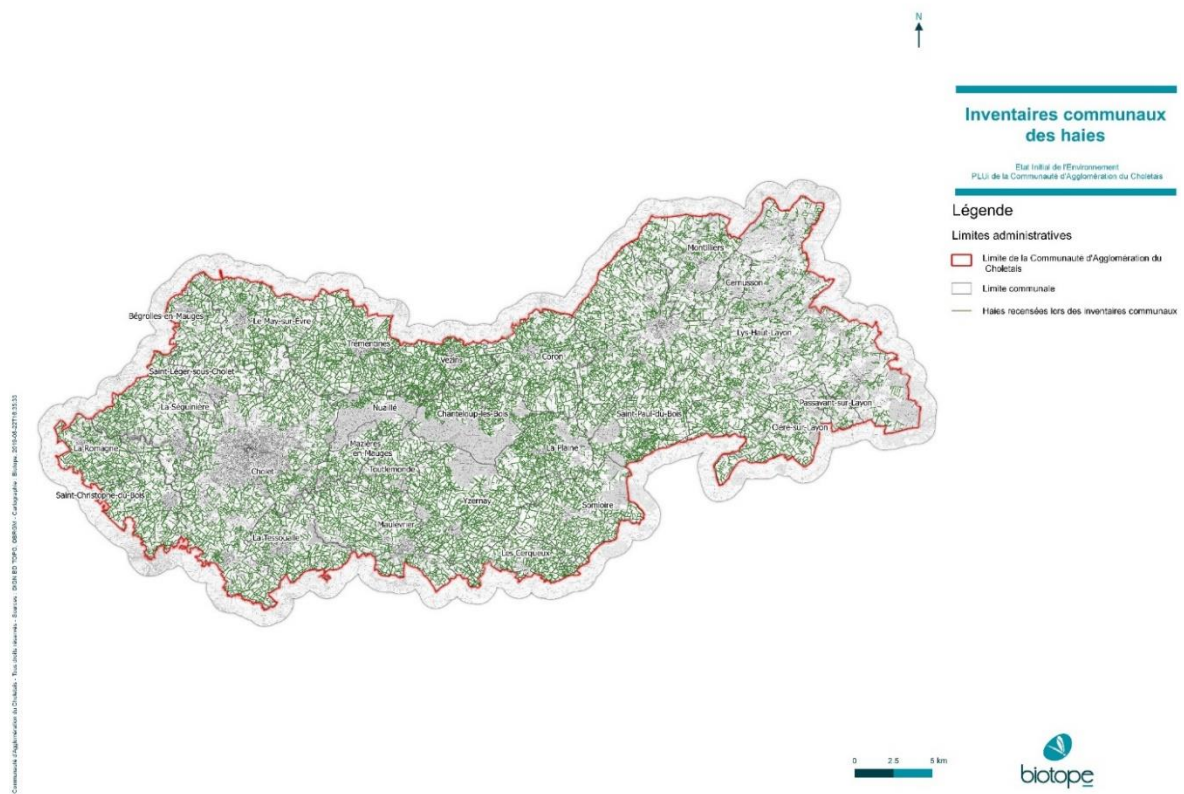 N
Inventaires communaux
des haies
Etat Initial de l'Environnement
PLUi de la Communauté d'Agglomération du Choletais
Légende
Limites administratives
Limite de la Communauté d'Agglomération du
Choletais
Limite communale
Haies recensées lors des inventaires communaux
Montilliers
Cernusson
Bégrolles-en-Mauges
Le May-sur-Evre
Lys-Haut-Layon
Trémentines
Vezins
Coron
Saint-Léger-sous-Cholet
Passavant-sur-Layon
La Séguinière
Nuaillé
Chanteloup-les-Bois
Saint-Paul-du-Bois
Cléré-sur-Layon
La Romagne
Mazières-
en-Mauges
La Plaine
Cholet
Toutlemonde
Saint-Christophe-du-Bois
Yzernay
Somloire
Maulévrier
La Tessoualle
Les Cerqueux
0 2.5 5 km
biotope